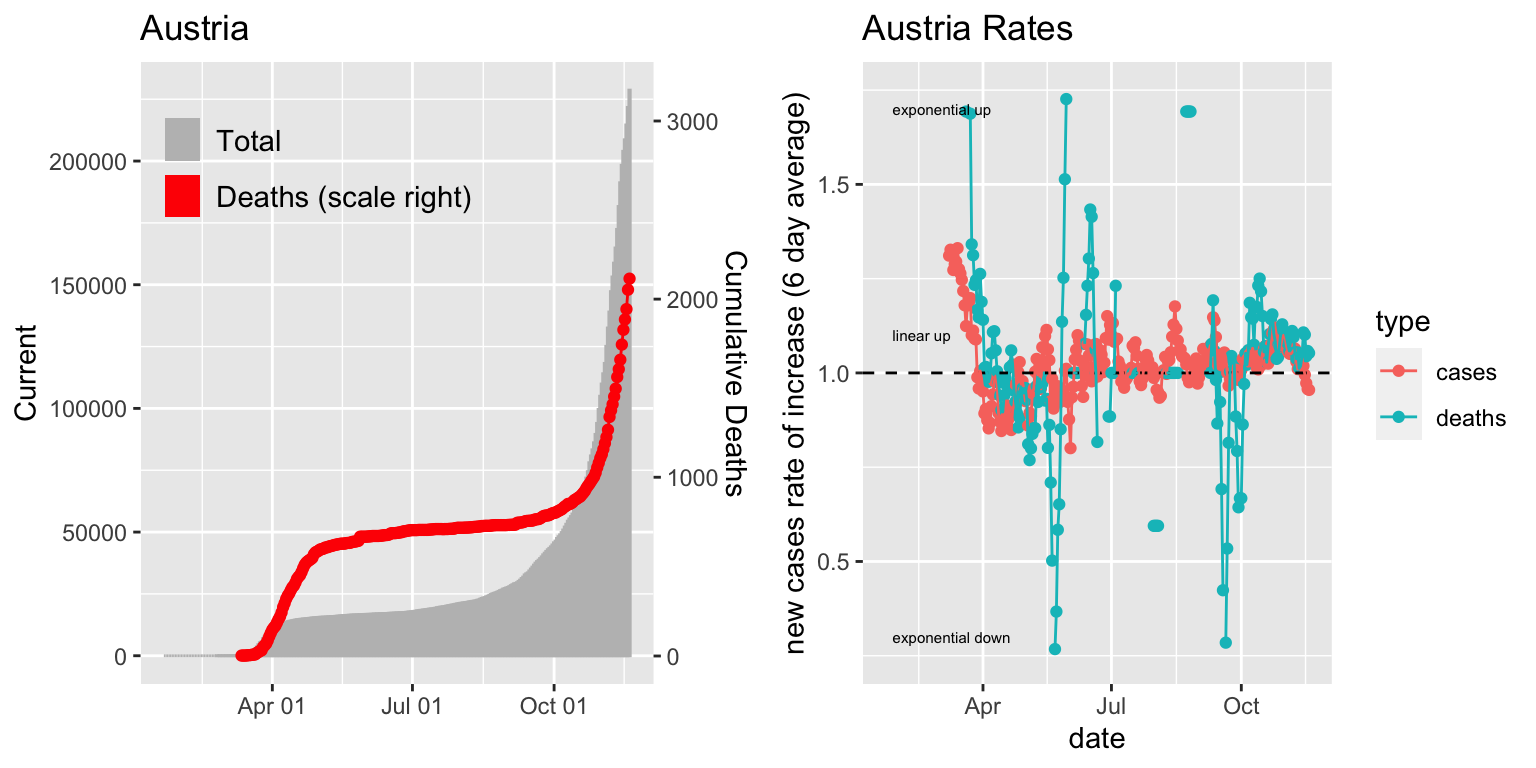 Austria
Current
200000
150000
100000
50000
0
Total
Deaths (scale right)
3000
2000
1000
0
Cumulative Deaths
Apr 01
Jul 01
Oct 01
Austria Rates
new cases rate of increase (6 day average)
1.5
1.0
0.5
exponential up
linear up
exponential down
Apr
Jul
Oct
date
type
cases
deaths